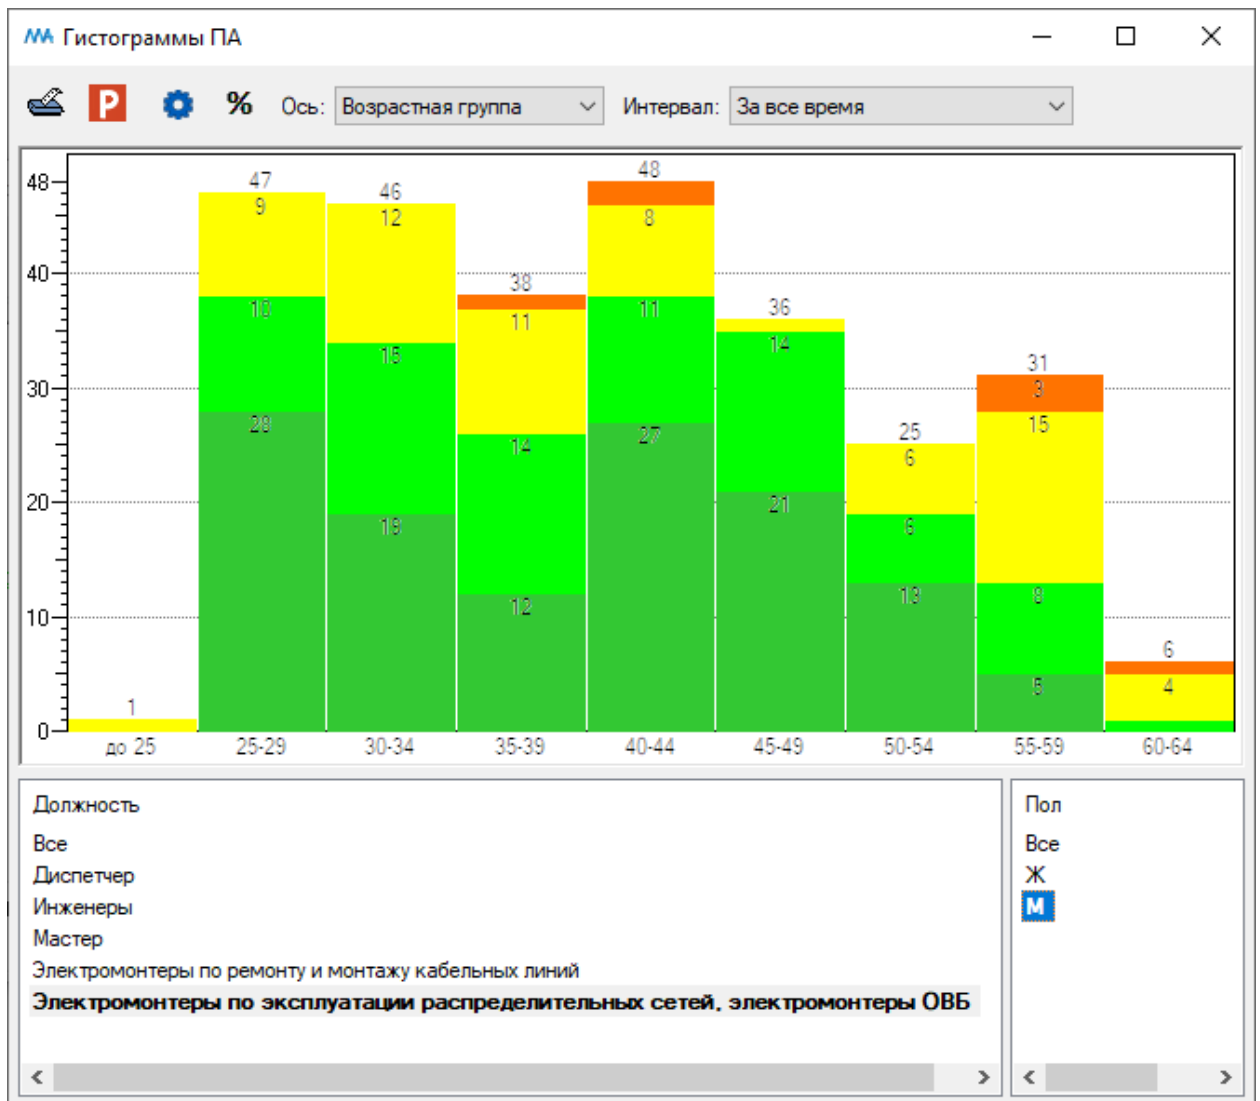 Гистограммы ПА
% Ось: Возрастная группа Интервал: За все время
48
40
30
20
10
0
1
47
9
10
28
46
12
15
19
38
11
14
12
48
8
11
27
36
14
21
25
6
6
13
31
3
15
8
5
6
4
до 25 25-29 30-34 35-39 40-44 45-49 50-54 55-59 60-64
Должность
Все
Диспетчер
Инженеры
Мастер
Электромонтеры по ремонту и монтажу кабельных линий
Электромонтеры по эксплуатации распределительных сетей, электромонтеры ОВБ
Пол
Все
Ж
М